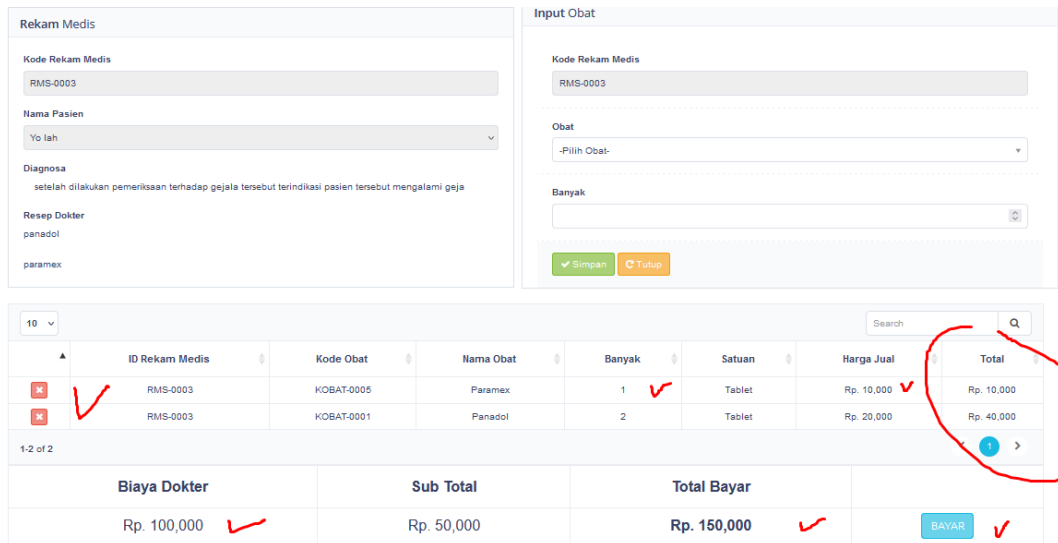 Rekam Medis
Kode Rekam Medis
RMS-0003
Nama Pasien
Yo lah
Diagnosa
setelah dilakukan pemeriksaan terhadap gejala tersebut terindikasi pasien tersebut mengalami geja
Resep Dokter
panadol
paramex
Input Obat
Kode Rekam Medis
RMS-0003
Obat
-Pilih Obat-
Banyak
Simpan Tutup
10 Search
ID Rekam Medis Kode Obat Nama Obat Banyak Satuan Harga Jual Total
RMS-0003 KOBAT-0005 Paramex 1 Tablet Rp. 10,000 Rp. 10,000
RMS-0003 KOBAT-0001 Panadol 2 Tablet Rp. 20,000 Rp. 40,000
1-2 of 2 1
Biaya Dokter Sub Total Total Bayar
Rp. 100,000 Rp. 50,000 Rp. 150,000 BAYAR